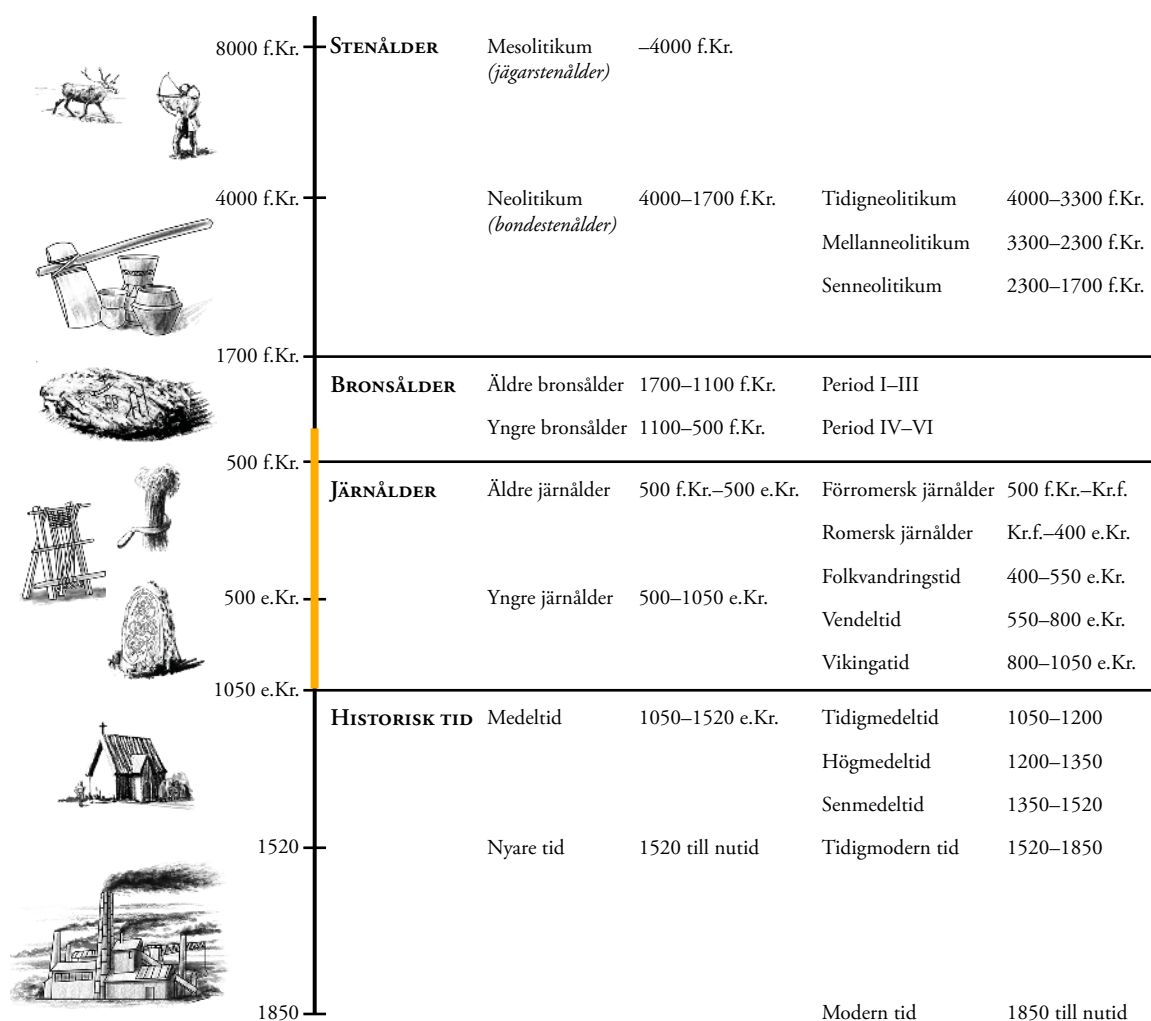 8000 f.Kr. STENÅLDER Mesolitikum –4000 f.Kr.
(jägarstenålder)
4000 f.Kr. Neolitikum 4000–1700 f.Kr. Tidigneolitikum 4000–3300 f.Kr.
(bondestenålder)
Mellanneolitikum 3300–2300 f.Kr.
Senneolitikum 2300–1700 f.Kr.
1700 f.Kr.
BRONSÅLDER Äldre bronsålder 1700–1100 f.Kr. Period I–III
Yngre bronsålder 1100–500 f.Kr. Period IV–VI
500 f.Kr.
JÄRNÅLDER Äldre järnålder 500 f.Kr.–500 e.Kr. Förromersk järnålder 500 f.Kr.–Kr.f.
Romersk järnålder Kr.f.–400 e.Kr.
Folkvandringstid 400–550 e.Kr.
500 e.Kr. Yngre järnålder 500–1050 e.Kr.
Vendeltid 550–800 e.Kr.
Vikingatid 800–1050 e.Kr.
1050 e.Kr.
HISTORISK TID Medeltid 1050–1520 e.Kr. Tidigmedeltid 1050–1200
Högmedeltid 1200–1350
Senmedeltid 1350–1520
1520 Nyare tid 1520 till nutid Tidigmodern tid 1520–1850
1850 Modern tid 1850 till nutid